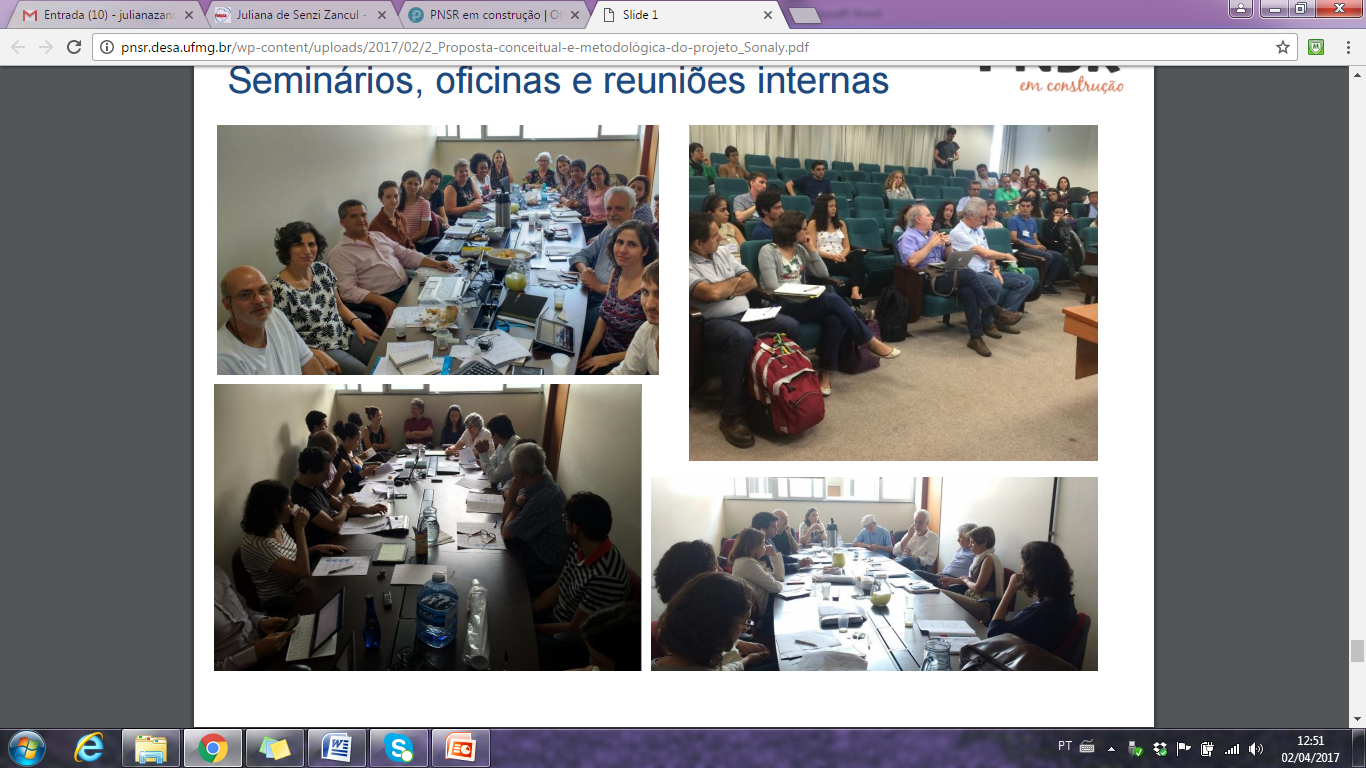 Entrada (10) - julianazan
Juliana de Senzi Zancul -
PNSR em construção | O
Slide 1
pnsr.desa.ufmg.br/wp-content/uploads/2017/02/2_Proposta-conceitual-e-metodológica-do-projeto_Sonaly.pdf
Seminários, oficinas e reuniões internas
PNSR
em construção
PT
12:51
02/04/2017